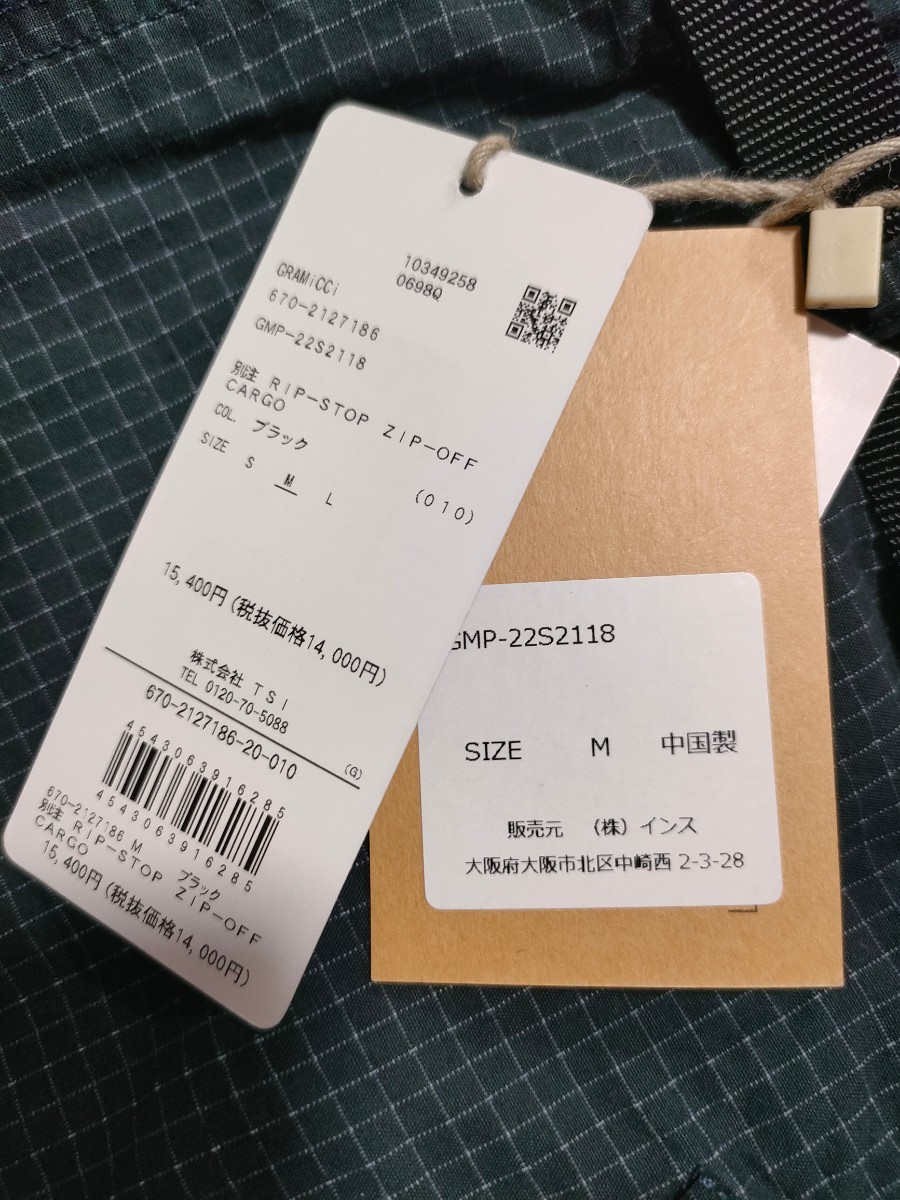 GRAMiCCi
10349258
0698Q
670-2127186
GMP-22S2118
別注 RIP-STOP ZIP-OFF
CARGO
COL. ブラック (010)
SIZE S M L
15,400円(税抜価格14,000円)
株式会社 TSI
TEL 0120-70-5088
670-2127186-20-010
(G)
4543063916285
4543063916285
670-2127186 M ブラック
別注 RIP-STOP ZIP-OFF
CARGO
15,400円(税抜価格14,000円)
GMP-22S2118
SIZE M 中国製
販売元 (株)インス
大阪府大阪市北区中崎西 2-3-28